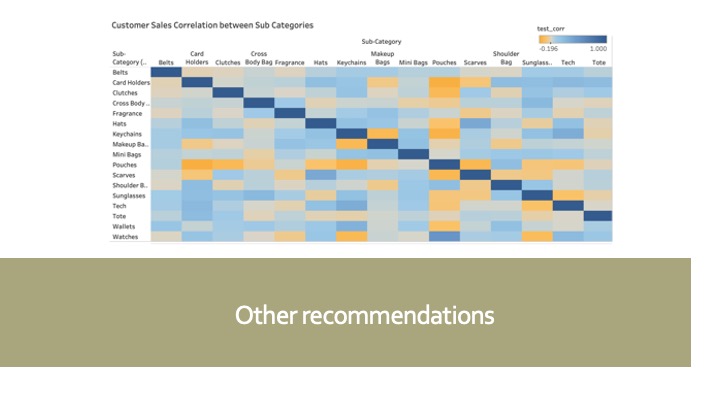 Customer Sales Correlation between Sub Categories
test_corr
-0.196 1.000
Sub-Category
Sub-
Category (..
Belts
Card
Holders
Clutches
Cross
Body Bag
Fragrance
Hats
Keychains
Makeup
Bags
Mini Bags
Pouches
Scarves
Shoulder
Bag
Sunglass..
Tech
Tote
Belts
Card Holders
Clutches
Cross Body ..
Fragrance
Hats
Keychains
Makeup Ba..
Mini Bags
Pouches
Scarves
Shoulder B..
Sunglasses
Tech
Tote
Wallets
Watches
Other recommendations